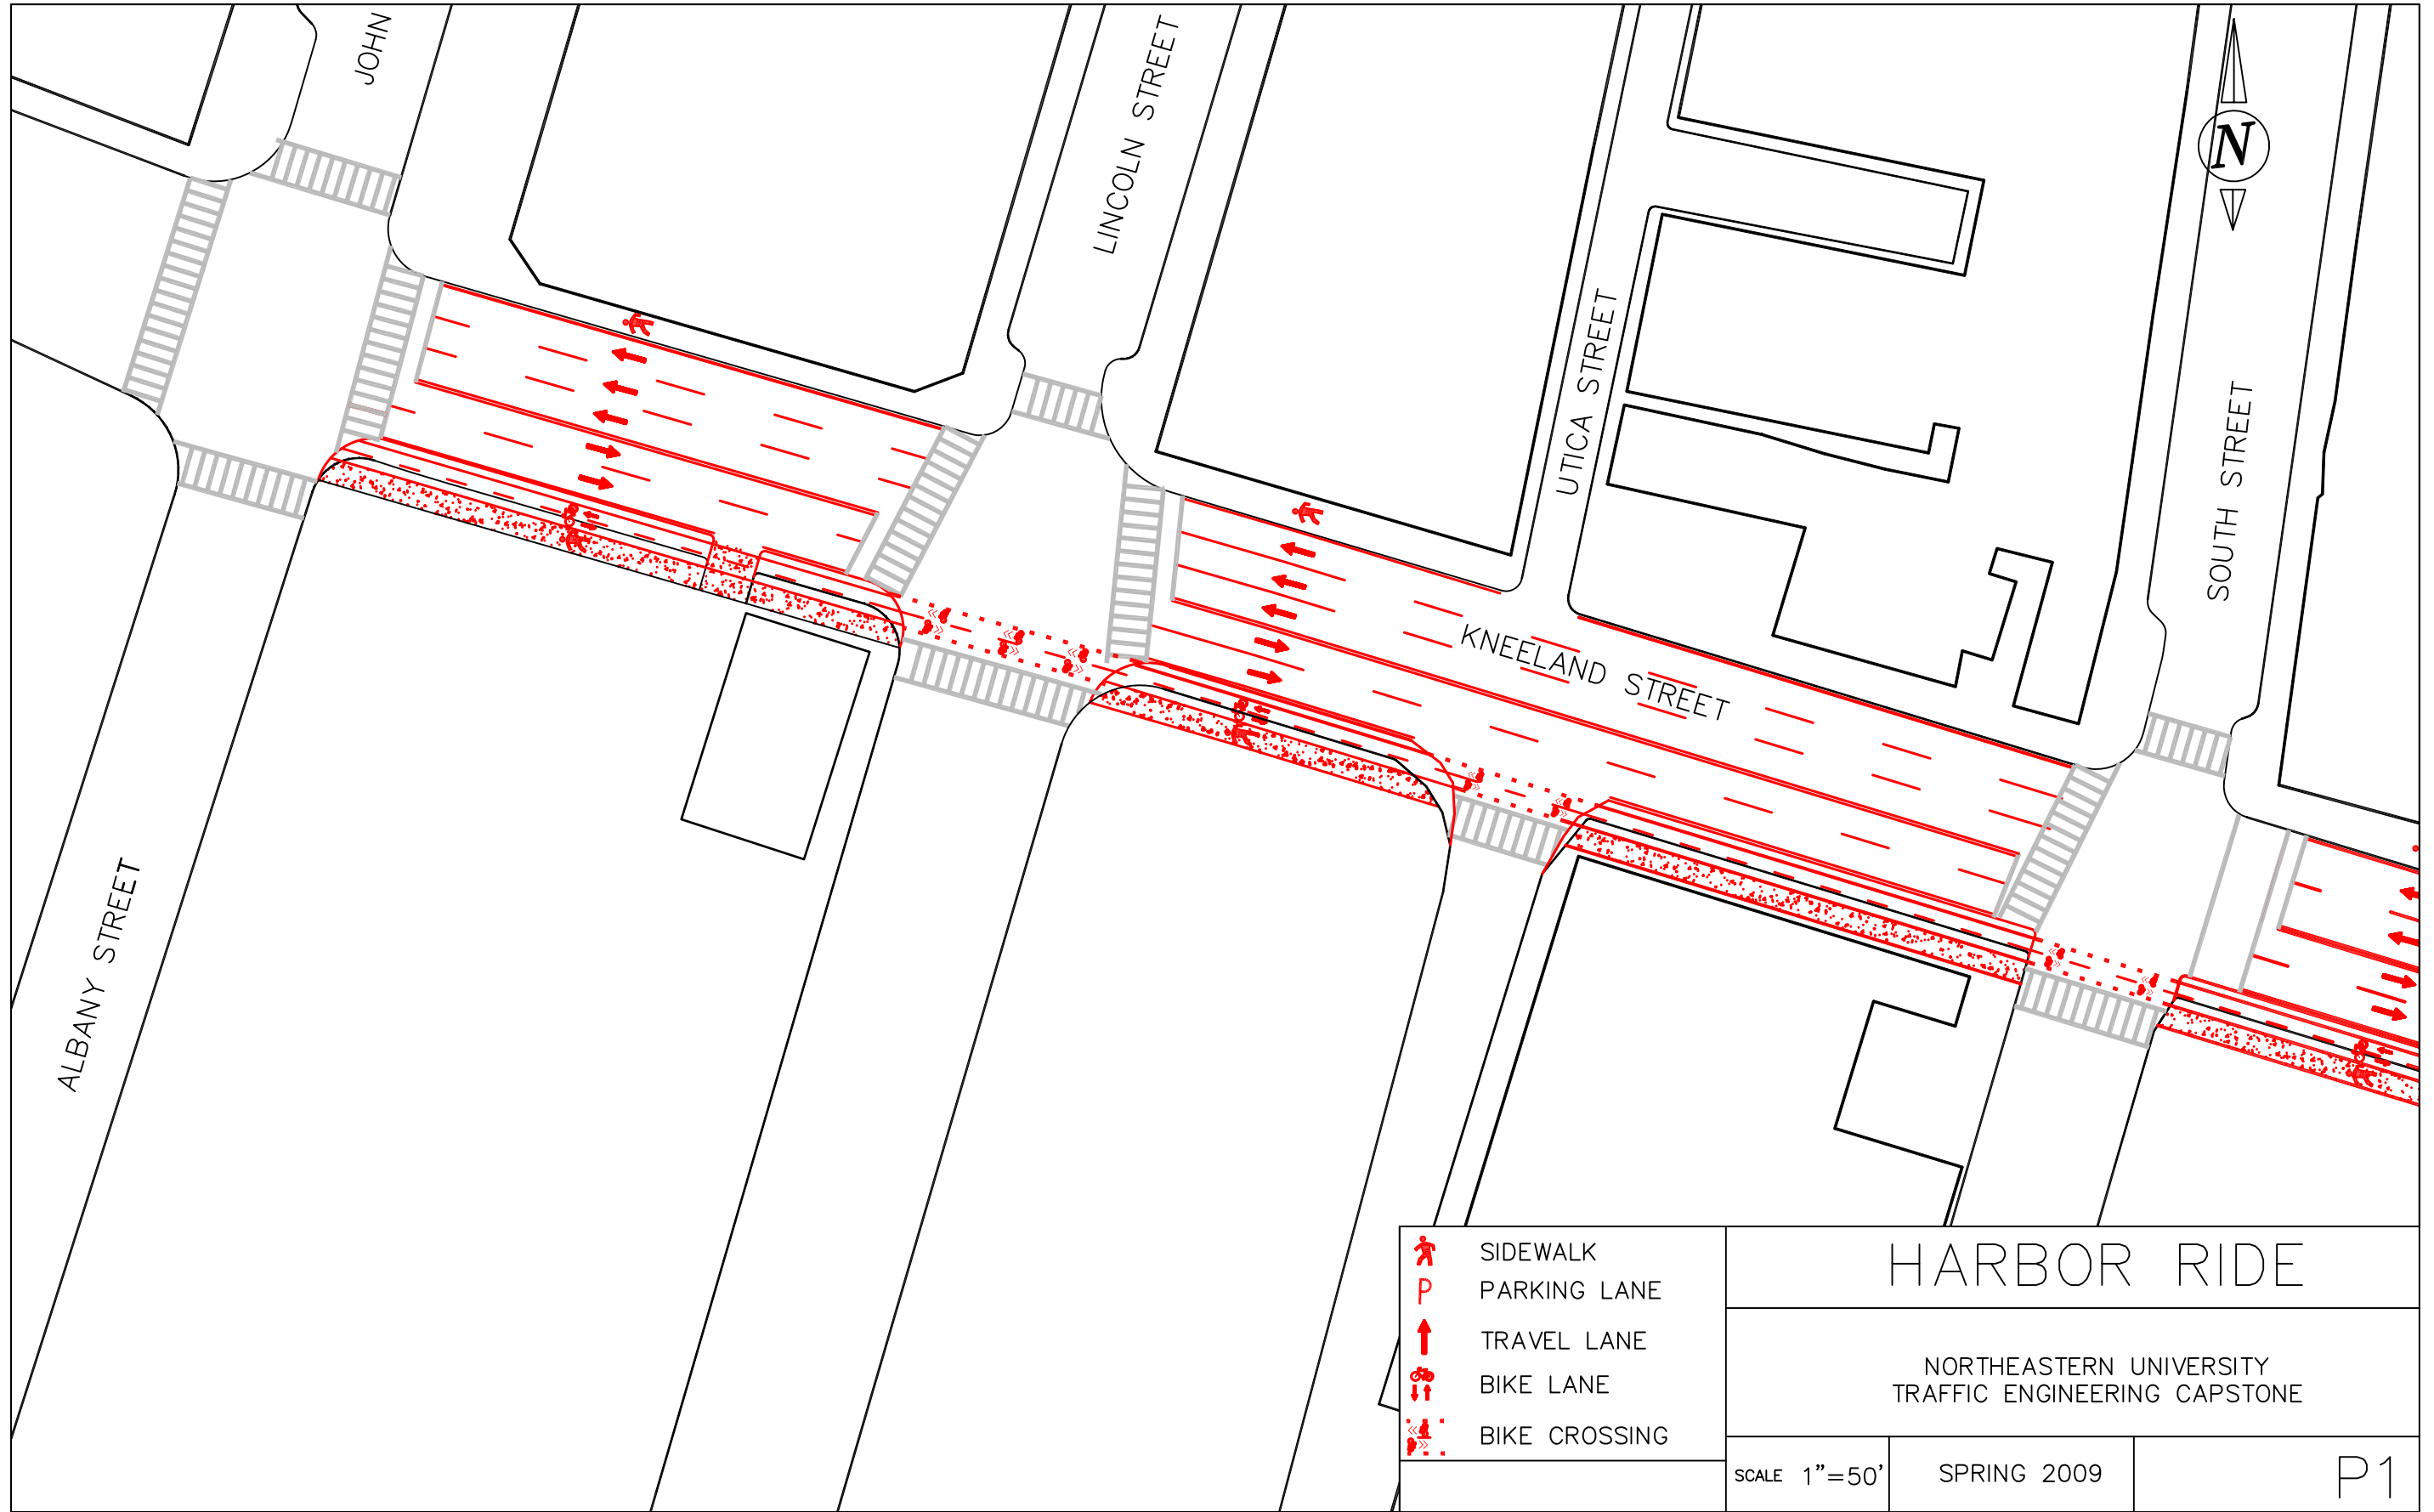 JOHN
LINCOLN STREET
N
UTICA STREET
SOUTH STREET
KNEELAND STREET
ALBANY STREET
SIDEWALK
P PARKING LANE
TRAVEL LANE
BIKE LANE
BIKE CROSSING
HARBOR RIDE
NORTHEASTERN UNIVERSITY
TRAFFIC ENGINEERING CAPSTONE
SCALE 1"=50'
SPRING 2009
P1